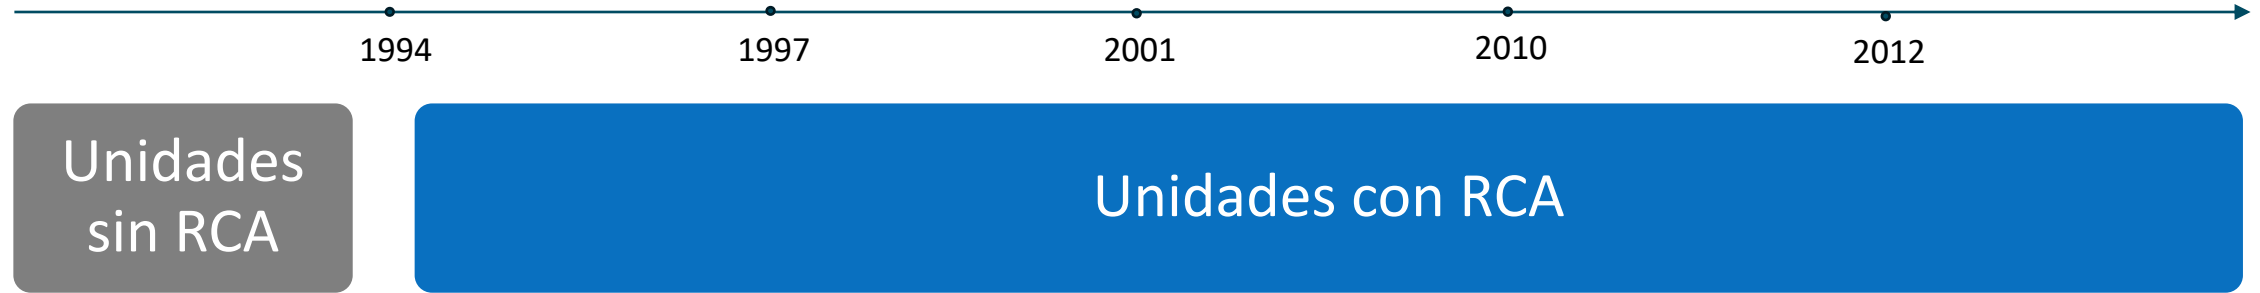 1994
1997
2001
2010
2012
Unidades
sin RCA
Unidades con RCA